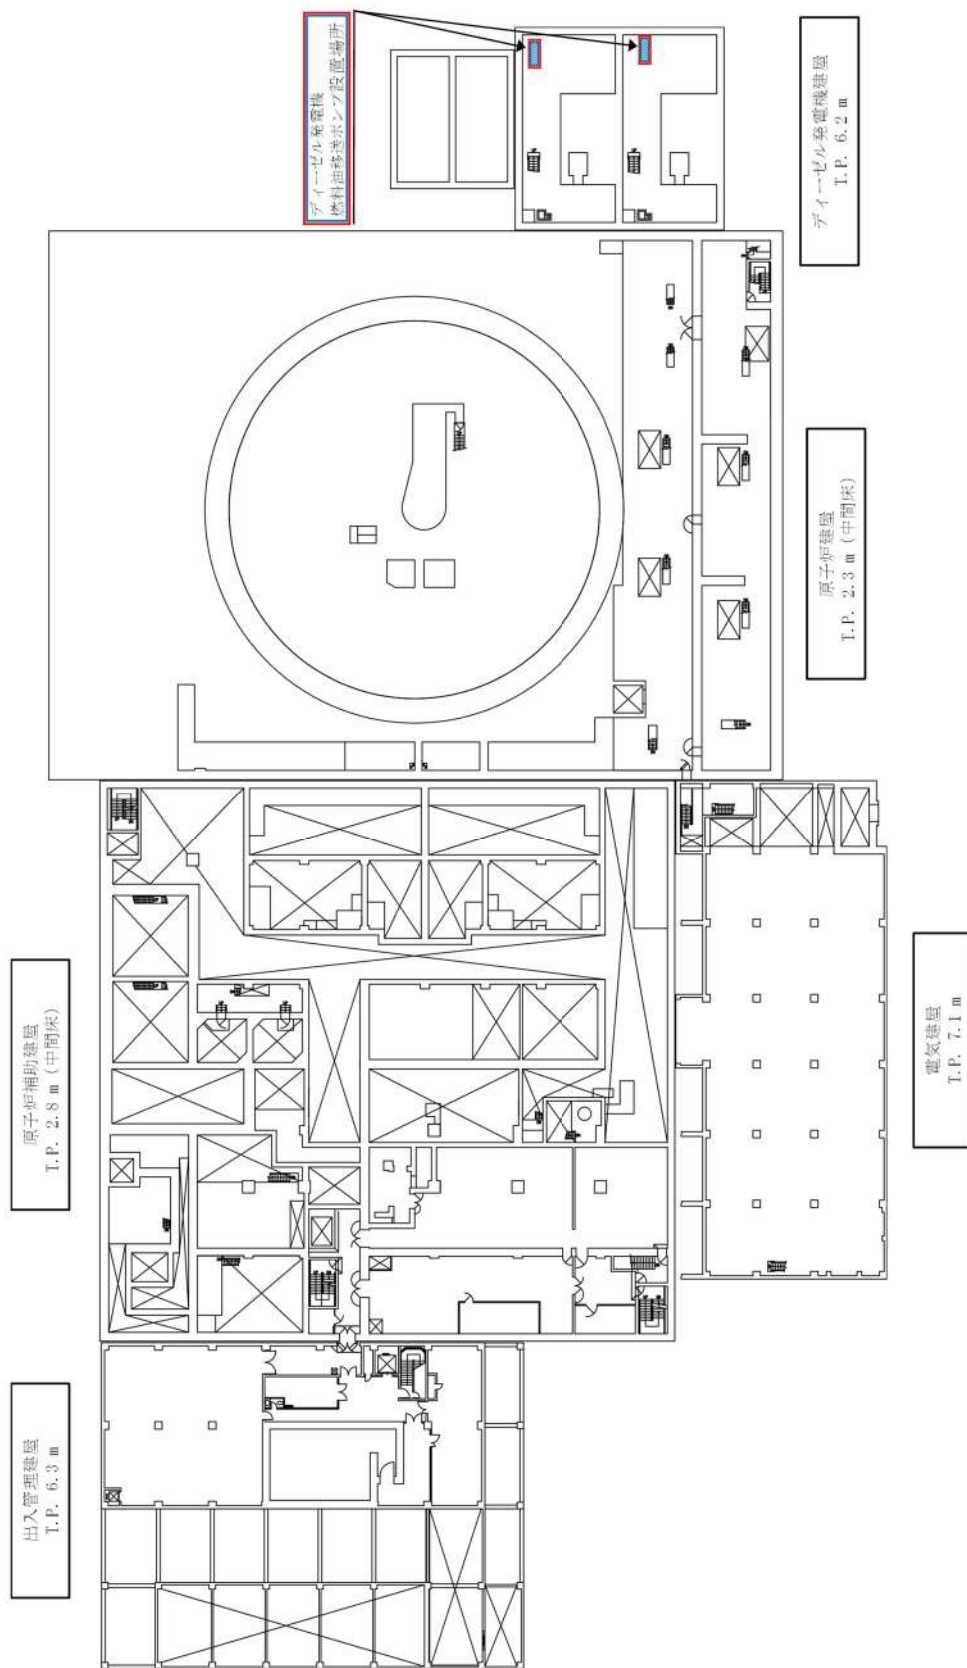 ディーゼル発電機
燃料油移送ポンプ設置場所
ディーゼル発電機建屋
T.P. 6.2 m
原子炉建屋
T.P. 2.3 m (中間床)
原子炉補助建屋
T.P. 2.8 m (中間床)
電気建屋
T.P. 7.1 m
出入管理建屋
T.P. 6.3 m